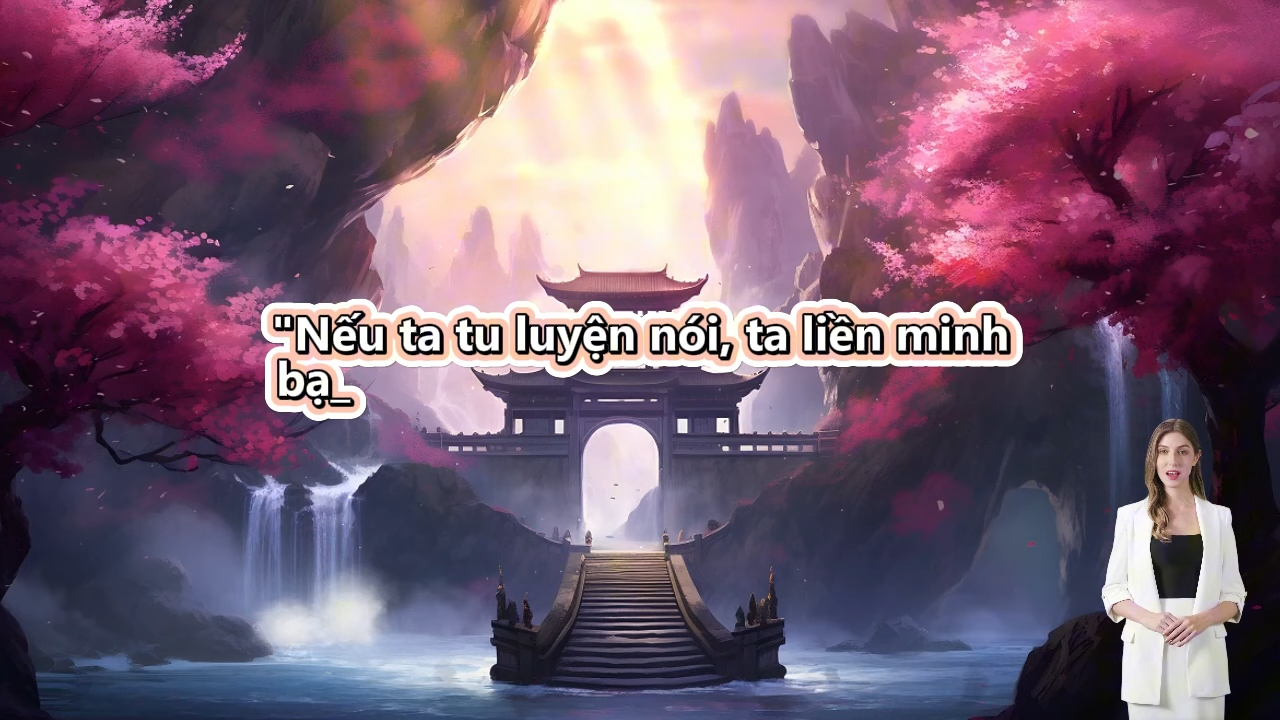 "Nếu ta tu luyện nói, ta liền minh
bạ_